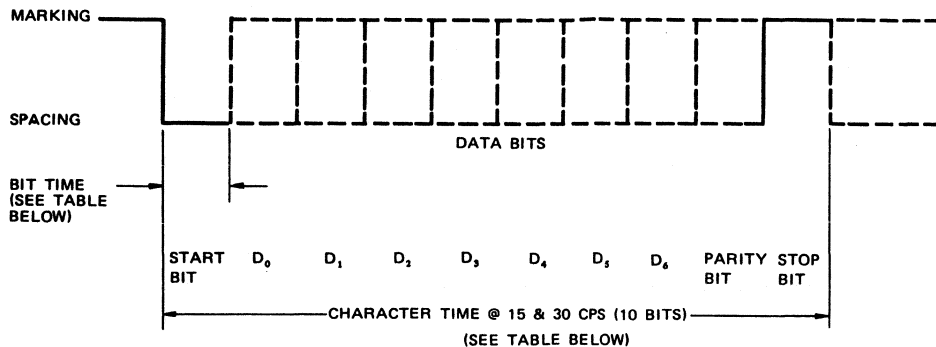 MARKING
SPACING
DATA BITS
BIT TIME
(SEE TABLE
BELOW)
START
BIT
D₀ D₁ D₂ D₃ D₄ D₅ D₆
PARITY
BIT
STOP
BIT
CHARACTER TIME @ 15 & 30 CPS (10 BITS)
(SEE TABLE BELOW)